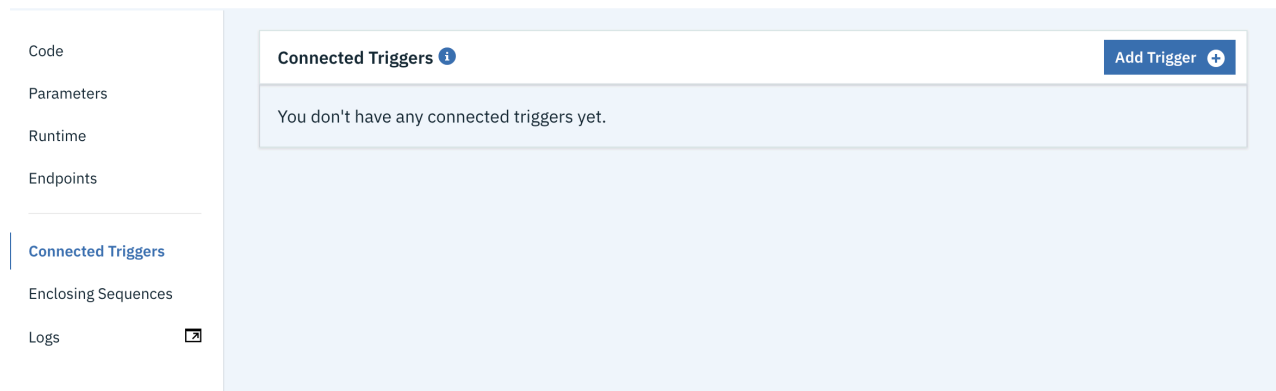 Code
Parameters
Runtime
Endpoints
Connected Triggers
Enclosing Sequences
Logs
Connected Triggers
Add Trigger
You don't have any connected triggers yet.